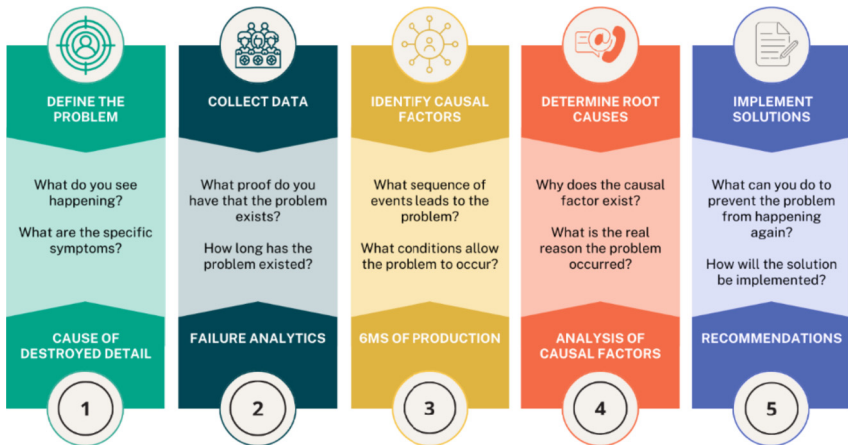 DEFINE THE
PROBLEM
What do you see
happening?
What are the specific
symptoms?
CAUSE OF
DESTROYED DETAIL
1
COLLECT DATA
What proof do you
have that the problem
exists?
How long has the
problem existed?
FAILURE ANALYTICS
2
IDENTIFY CAUSAL
FACTORS
What sequence of
events leads to the
problem?
What conditions allow
the problem to occur?
6MS OF PRODUCTION
3
DETERMINE ROOT
CAUSES
Why does the causal
factor exist?
What is the real
reason the problem
occurred?
ANALYSIS OF
CAUSAL FACTORS
4
IMPLEMENT
SOLUTIONS
What can you do to
prevent the problem
from happening
again?
How will the solution
be implemented?
RECOMMENDATIONS
5